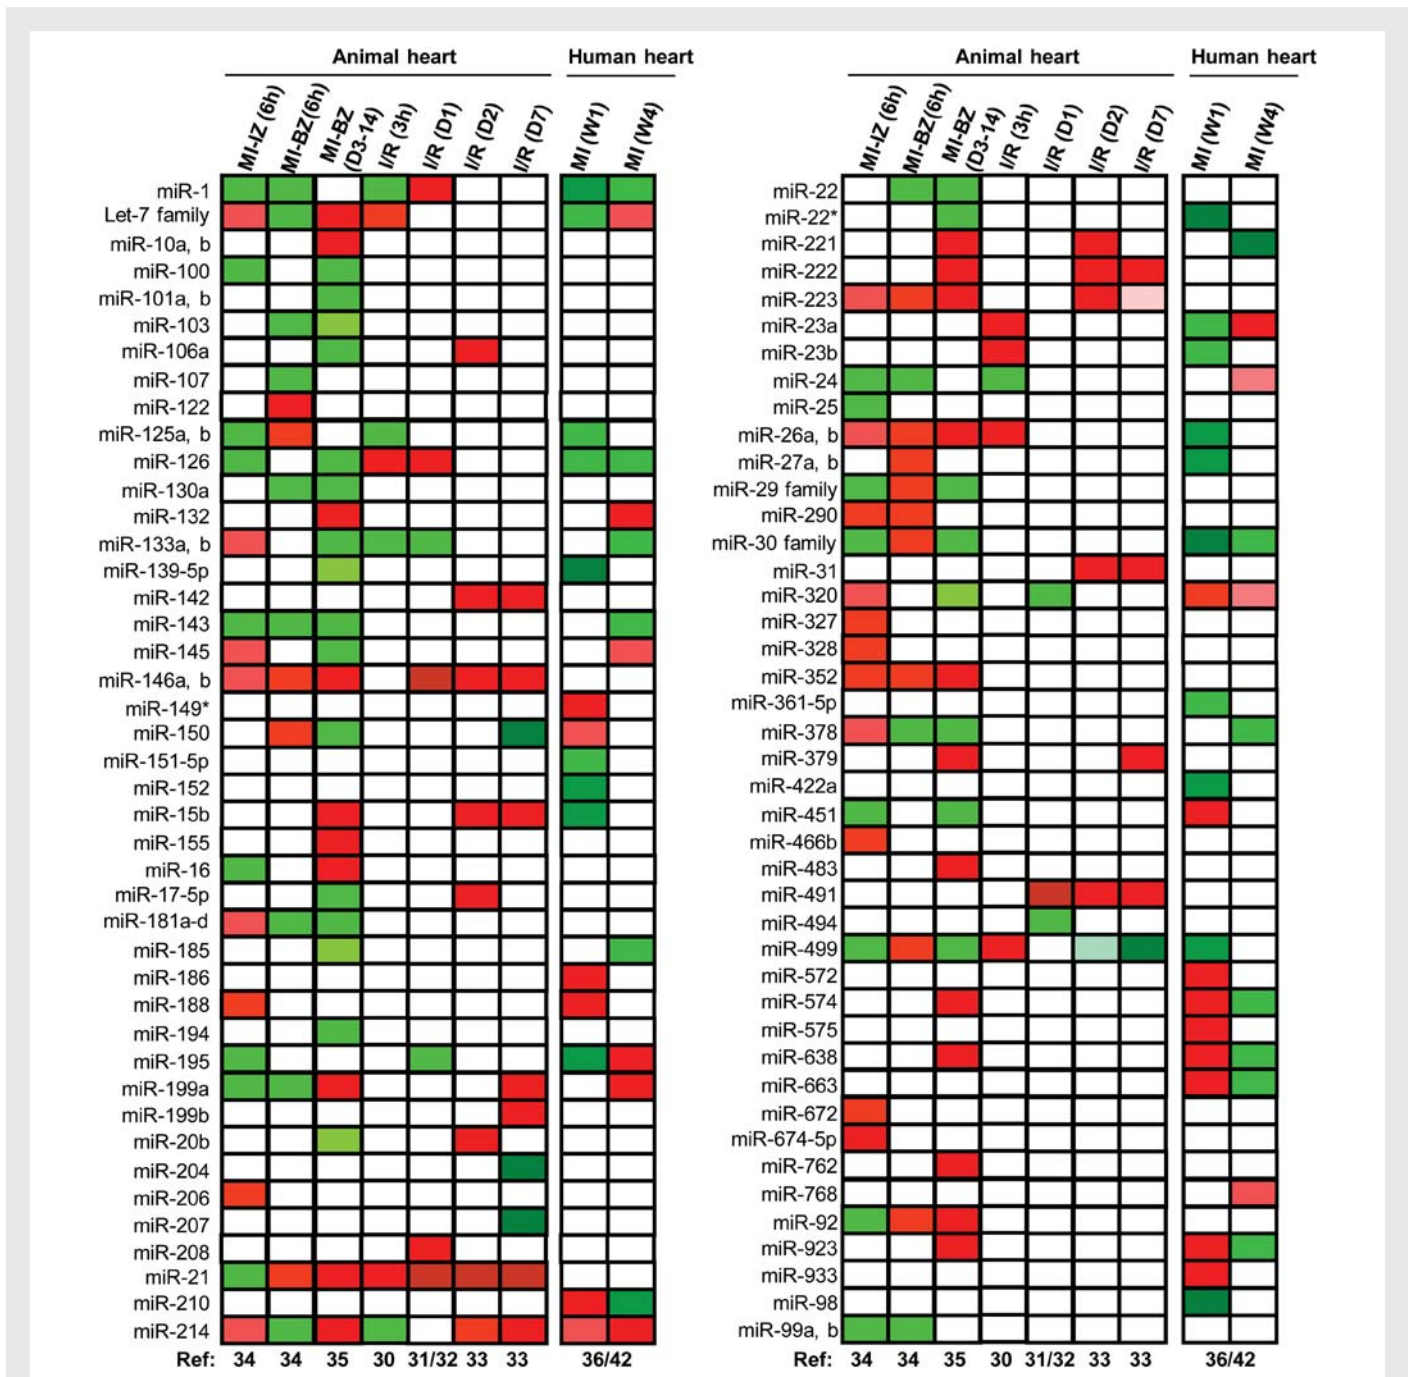 Animal heart Human heart Animal heart Human heart
MI-IZ (6h) MI-BZ(6h) MI-BZ (D3-14) I/R (3h) I/R (D1) I/R (D2) I/R (D7) MI (W1) MI (W4) MI-IZ (6h) MI-BZ(6h) MI-BZ (D3-14) I/R (3h) I/R (D1) I/R (D2) I/R (D7) MI (W1) MI (W4)
miR-1
Let-7 family
miR-10a, b
miR-100
miR-101a, b
miR-103
miR-106a
miR-107
miR-122
miR-125a, b
miR-126
miR-130a
miR-132
miR-133a, b
miR-139-5p
miR-142
miR-143
miR-145
miR-146a, b
miR-149*
miR-150
miR-151-5p
miR-152
miR-15b
miR-155
miR-16
miR-17-5p
miR-181a-d
miR-185
miR-186
miR-188
miR-194
miR-195
miR-199a
miR-199b
miR-20b
miR-204
miR-206
miR-207
miR-208
miR-21
miR-210
miR-214
Ref: 34 34 35 30 31/32 33 33 36/42
miR-22
miR-22*
miR-221
miR-222
miR-223
miR-23a
miR-23b
miR-24
miR-25
miR-26a, b
miR-27a, b
miR-29 family
miR-290
miR-30 family
miR-31
miR-320
miR-327
miR-328
miR-352
miR-361-5p
miR-378
miR-379
miR-422a
miR-451
miR-466b
miR-483
miR-491
miR-494
miR-499
miR-572
miR-574
miR-575
miR-638
miR-663
miR-672
miR-674-5p
miR-762
miR-768
miR-92
miR-923
miR-933
miR-98
miR-99a, b
Ref: 34 34 35 30 31/32 33 33 36/42